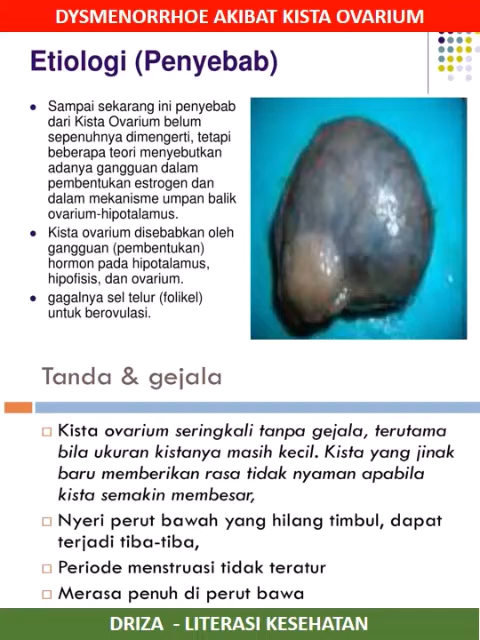 DYSMENORRHOE AKIBAT KISTA OVARIUM
Etiologi (Penyebab)
Sampai sekarang ini penyebab
dari Kista Ovarium belum
sepenuhnya dimengerti, tetapi
beberapa teori menyebutkan
adanya gangguan dalam
pembentukan estrogen dan
dalam mekanisme umpan balik
ovarium-hipotalamus.
Kista ovarium disebabkan oleh
gangguan (pembentukan)
hormon pada hipotalamus,
hipofisis, dan ovarium.
gagalnya sel telur (folikel)
untuk berovulasi.
Tanda & gejala
Kista ovarium seringkali tanpa gejala, terutama
bila ukuran kistanya masih kecil. Kista yang jinak
baru memberikan rasa tidak nyaman apabila
kista semakin membesar,
Nyeri perut bawah yang hilang timbul, dapat
terjadi tiba-tiba,
Periode menstruasi tidak teratur
Merasa penuh di perut bawa
DRIZA - LITERASI KESEHATAN